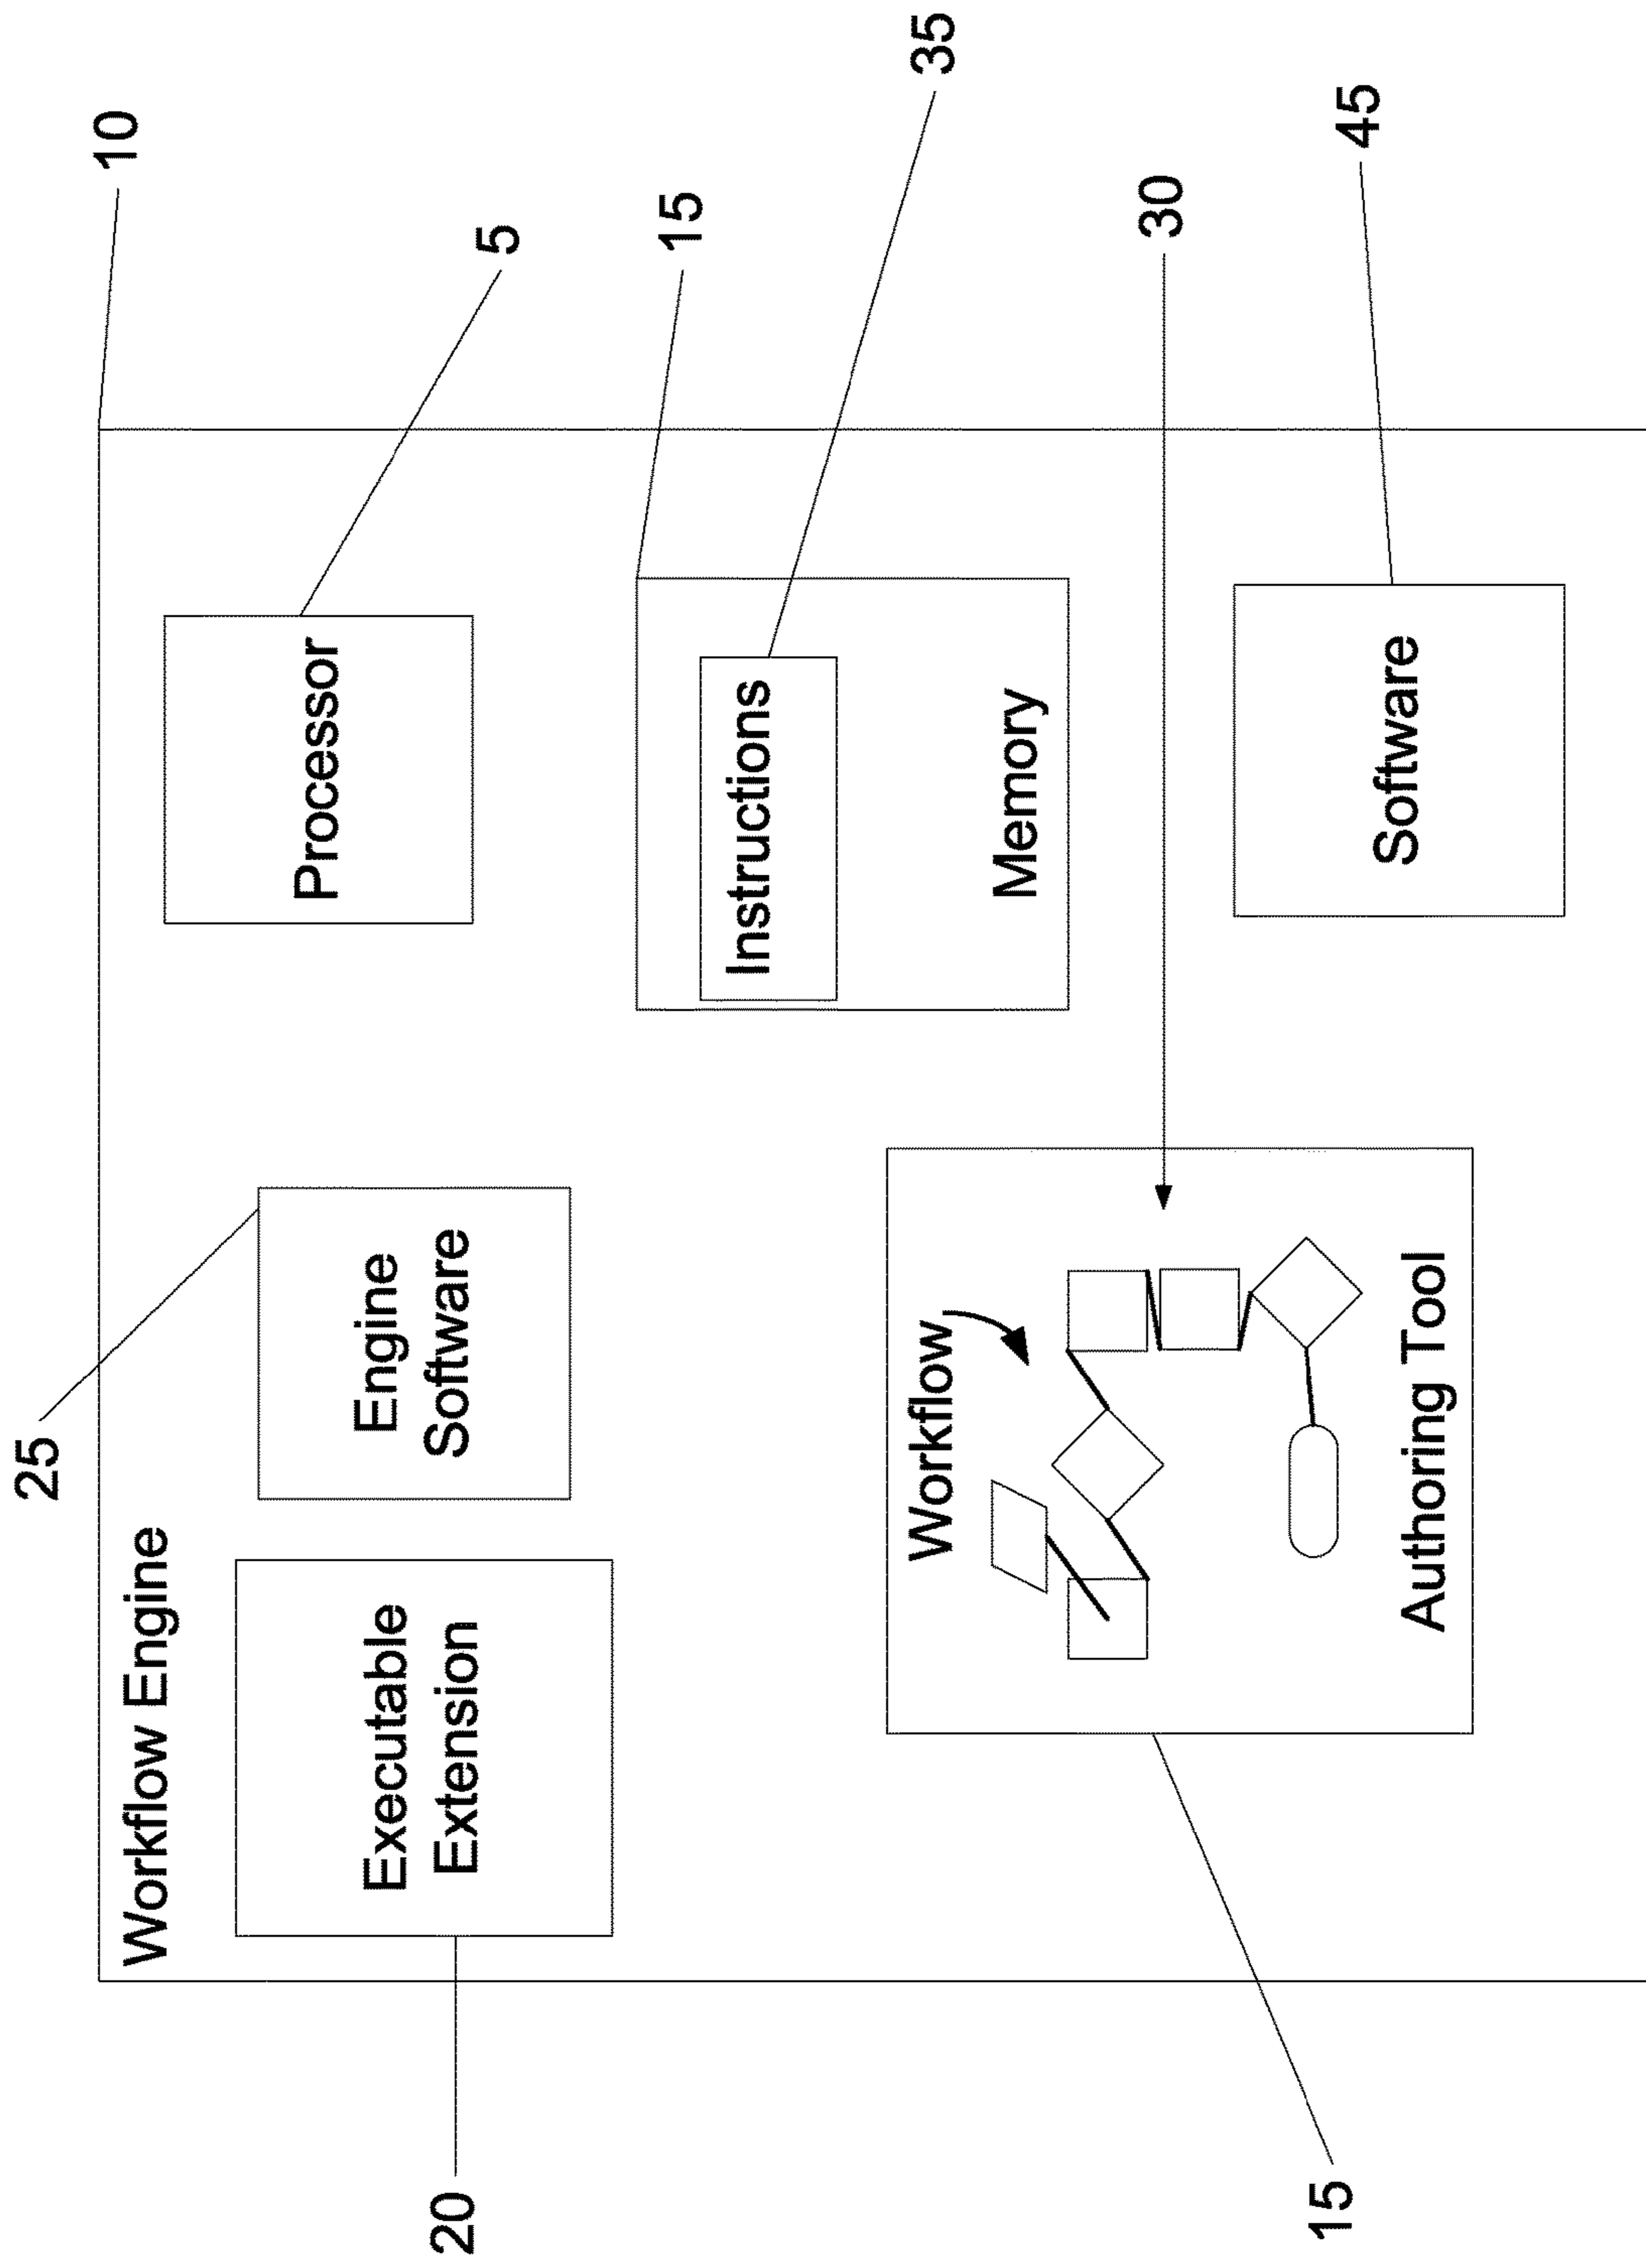 25
10
Workflow Engine
Executable
Extension
Engine
Software
Processor
20
5
15
Instructions
Memory
35
Workflow
30
Authoring Tool
Software
15
45